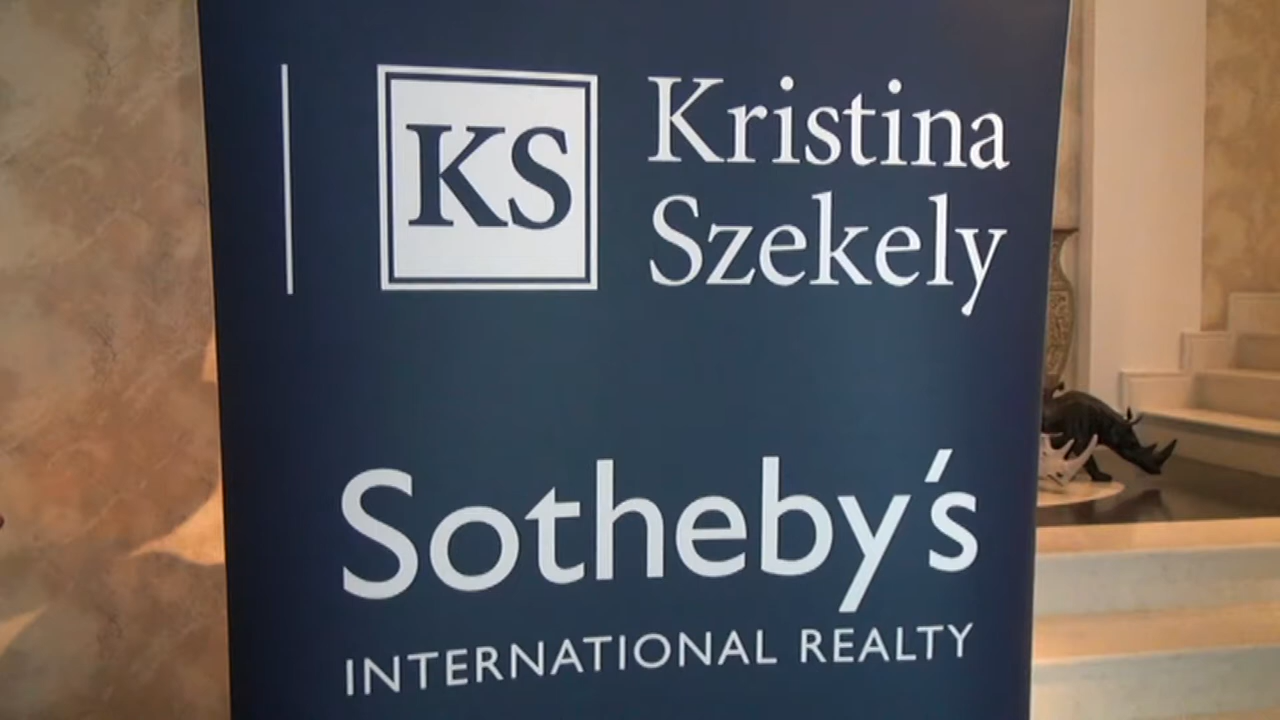 KS
Kristina
Szekely
Sotheby's
INTERNATIONAL REALTY